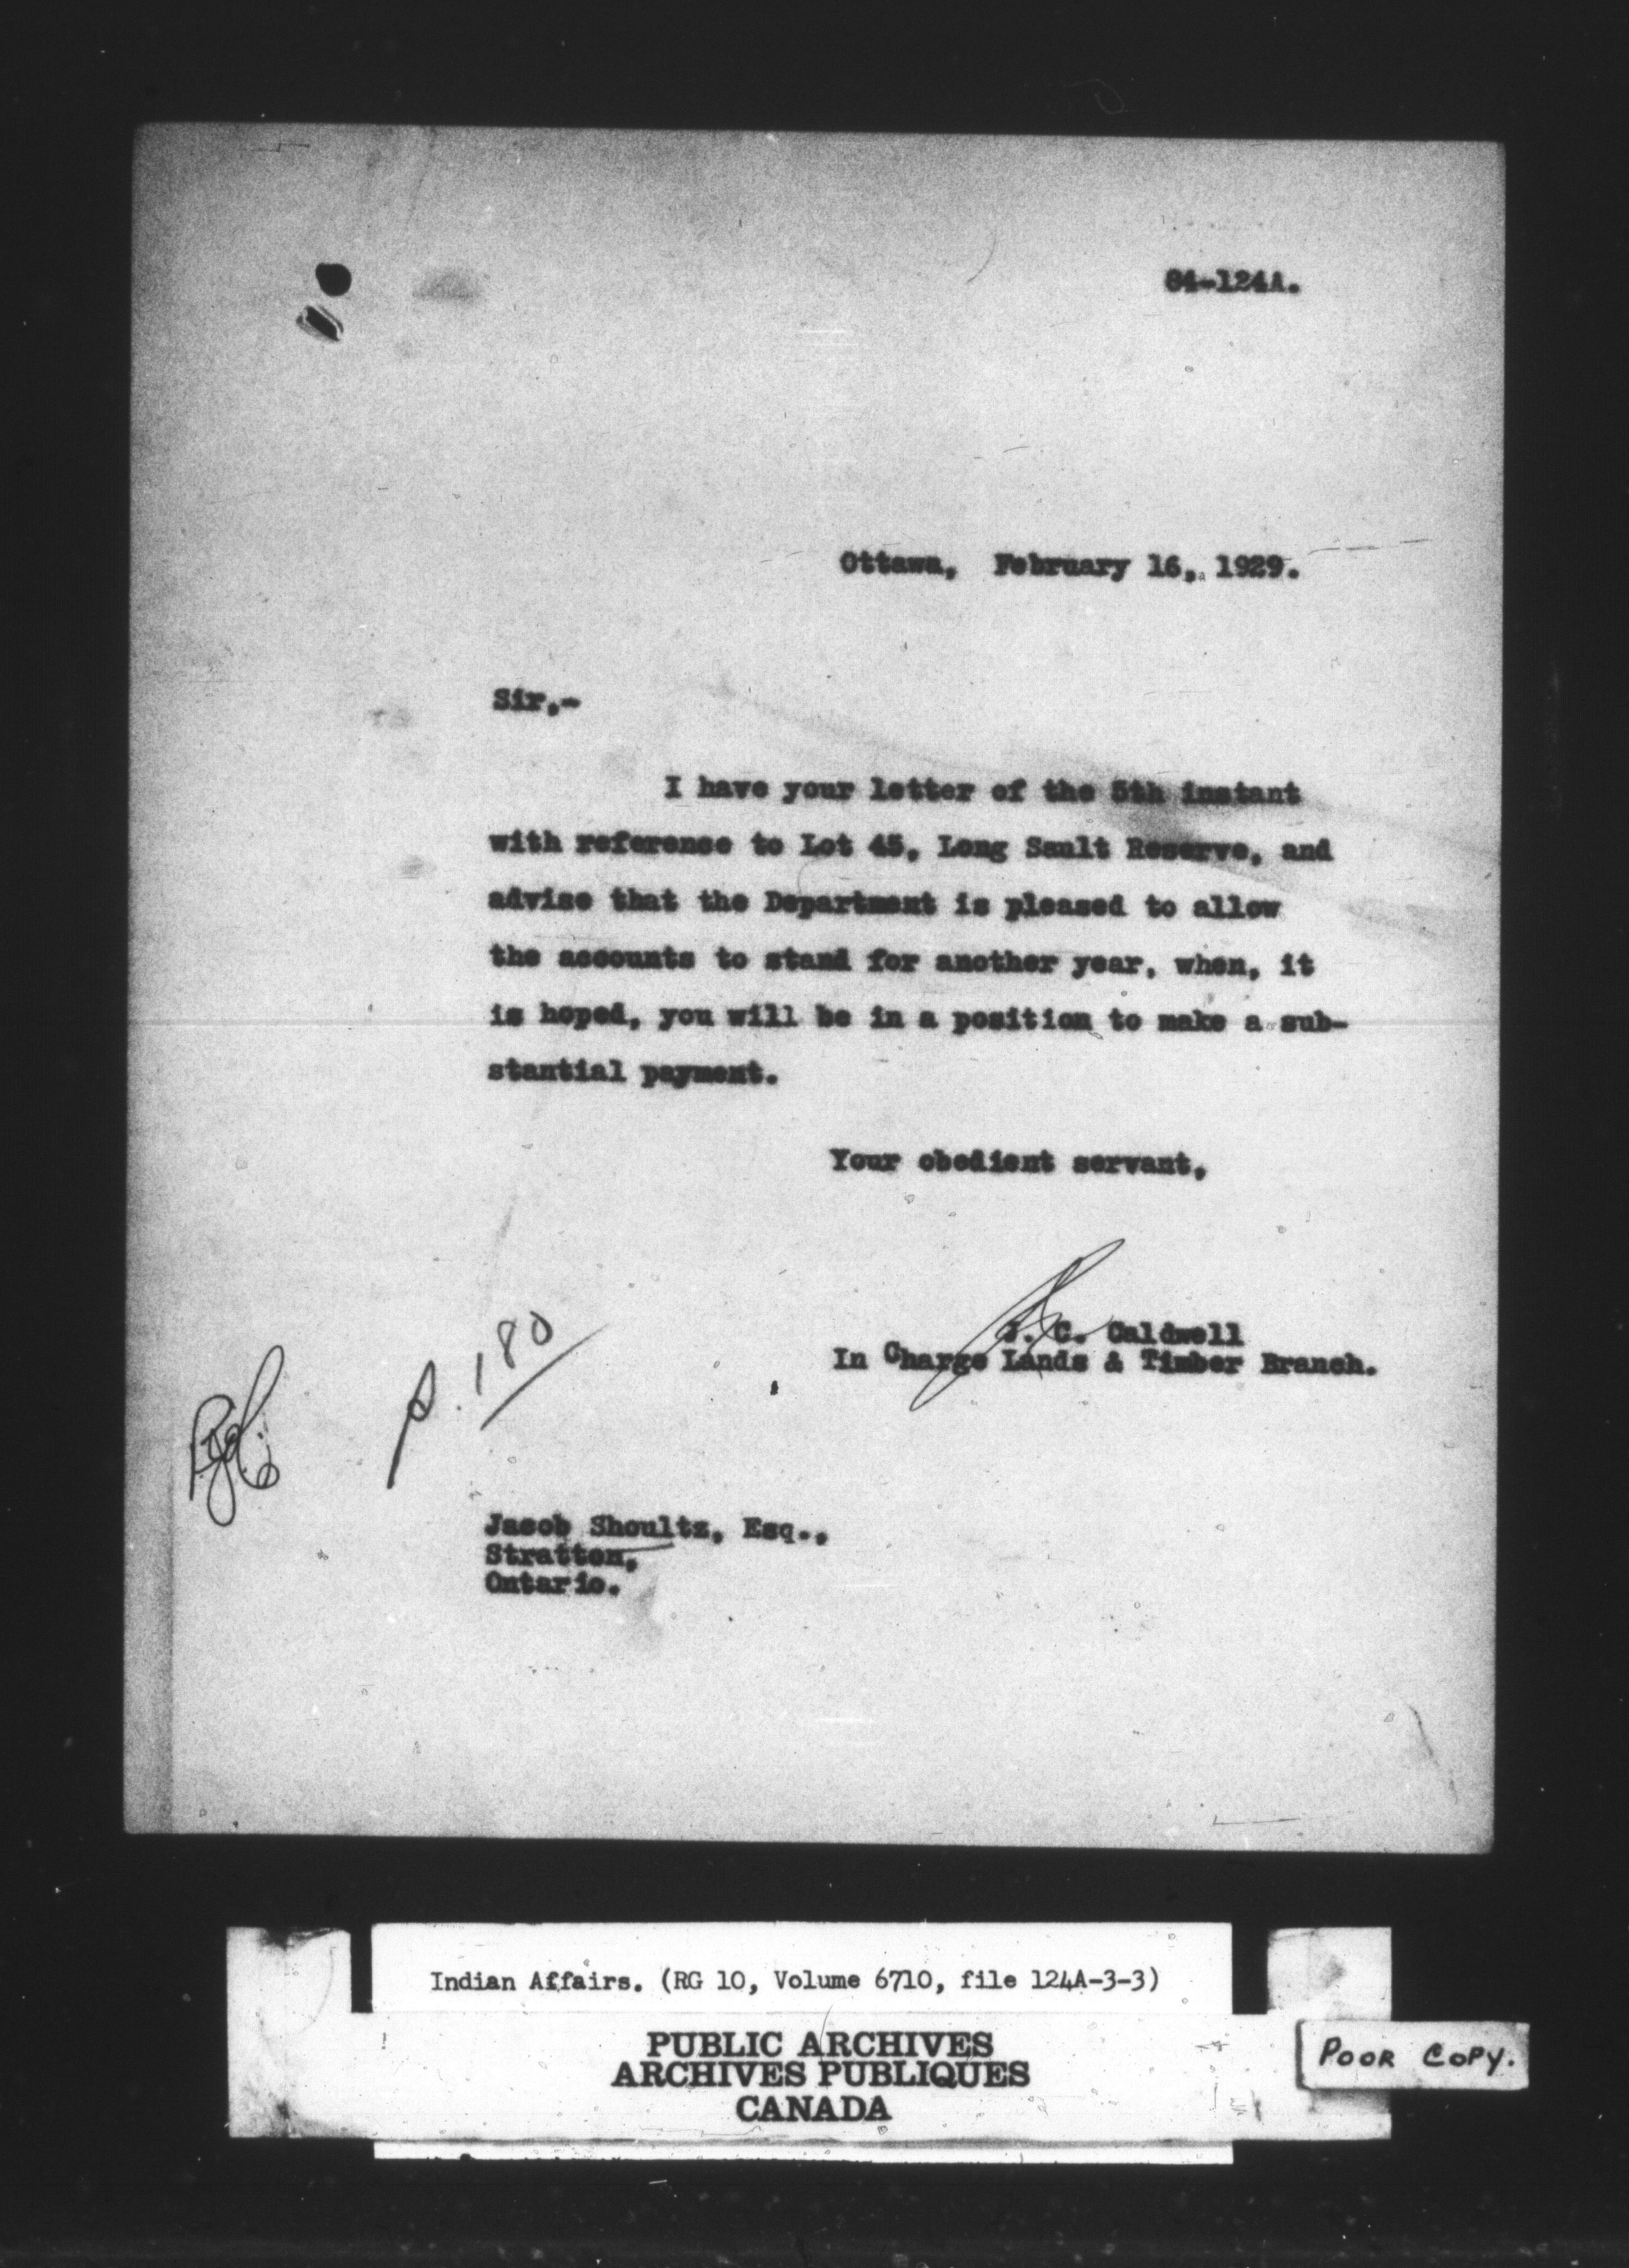 84-124A.
Ottawa, February 16, 1929.
Sir,-
I have your letter of the 5th instant
with reference to Lot 45, Long Sault Reserve, and
advise that the Department is pleased to allow
the accounts to stand for another year, when, it
is hoped, you will be in a position to make a sub-
stantial payment.
Your obedient servant,
J. C. Caldwell
In Charge Lands & Timber Branch.
p. 180
Jacob Shoultz, Esq.,
Stratton,
Ontario.
Indian Affairs. (RG 10, Volume 6710, file 124A-3-3)
PUBLIC ARCHIVES
ARCHIVES PUBLIQUES
CANADA
POOR COPY.